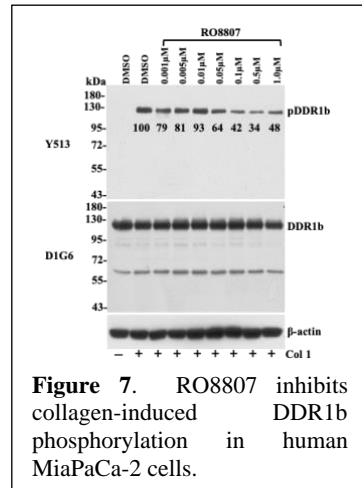 RO8807
DMSO DMSO 0.001µM 0.005µM 0.01µM 0.05µM 0.1µM 0.5µM 1.0µM
kDa
180-
130- pDDR1b
100 79 81 93 64 42 34 48
95-
Y513
72-
55-
43-
180-
130- DDR1b
95-
D1G6
72-
55-
43-
β-actin
– + + + + + + + + Col 1
Figure 7. RO8807 inhibits
collagen-induced DDR1b
phosphorylation in human
MiaPaCa-2 cells.